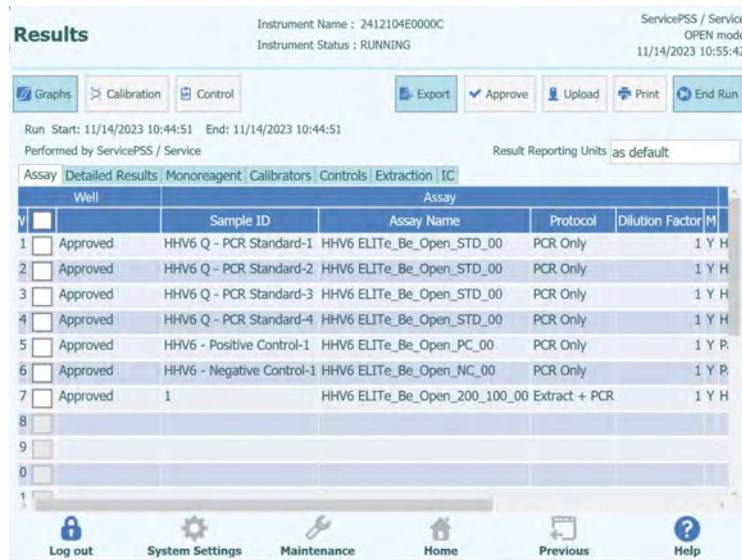 Results
Instrument Name : 2412104E0000C
Instrument Status : RUNNING
ServicePSS / Service
OPEN mode
11/14/2023 10:55:42
Graphs Calibration Control Export Approve Upload Print End Run
Run Start: 11/14/2023 10:44:51 End: 11/14/2023 10:44:51
Performed by ServicePSS / Service Result Reporting Units as default
Assay Detailed Results Monoreagent Calibrators Controls Extraction IC
Well Assay
W Sample ID Assay Name Protocol Dilution Factor M
1 Approved HHV6 Q - PCR Standard-1 HHV6 ELITe_Be_Open_STD_00 PCR Only 1 Y H
2 Approved HHV6 Q - PCR Standard-2 HHV6 ELITe_Be_Open_STD_00 PCR Only 1 Y H
3 Approved HHV6 Q - PCR Standard-3 HHV6 ELITe_Be_Open_STD_00 PCR Only 1 Y H
4 Approved HHV6 Q - PCR Standard-4 HHV6 ELITe_Be_Open_STD_00 PCR Only 1 Y H
5 Approved HHV6 - Positive Control-1 HHV6 ELITe_Be_Open_PC_00 PCR Only 1 Y P.
6 Approved HHV6 - Negative Control-1 HHV6 ELITe_Be_Open_NC_00 PCR Only 1 Y P.
7 Approved 1 HHV6 ELITe_Be_Open_200_100_00 Extract + PCR 1 Y H
8
9
0
1
Log out System Settings Maintenance Home Previous Help